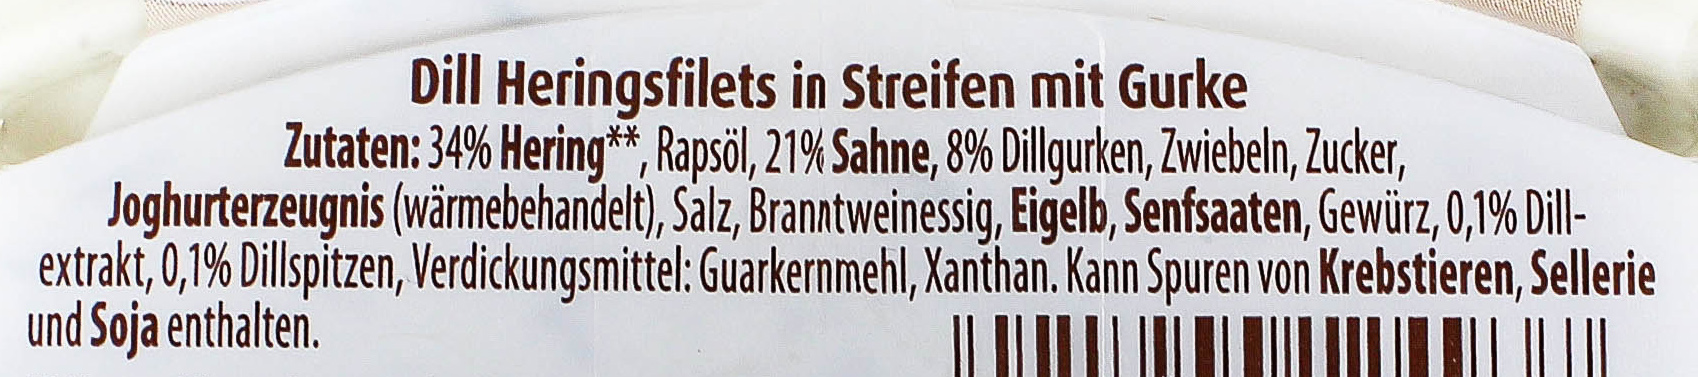 Dill Heringsfilets in Streifen mit Gurke
Zutaten: 34% Hering**, Rapsöl, 21% Sahne, 8% Dillgurken, Zwiebeln, Zucker,
Joghurterzeugnis (wärmebehandelt), Salz, Branntweinessig, Eigelb, Senfsaaten, Gewürz, 0,1% Dill-
extrakt, 0,1% Dillspitzen, Verdickungsmittel: Guarkernmehl, Xanthan. Kann Spuren von Krebstieren, Sellerie
und Soja enthalten.